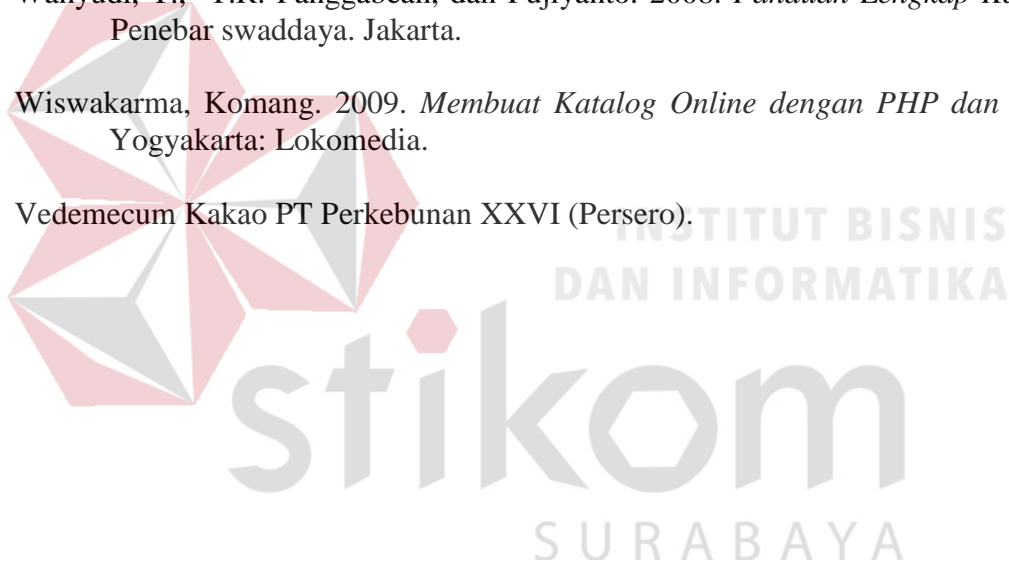 Penebar swaddaya. Jakarta.
Wiswakarma, Komang. 2009. Membuat Katalog Online dengan PHP dan
Yogyakarta: Lokomedia.
Vedemecum Kakao PT Perkebunan XXVI (Persero).
INSTITUT BISNIS
DAN INFORMATIKA
stikom
SURABAYA